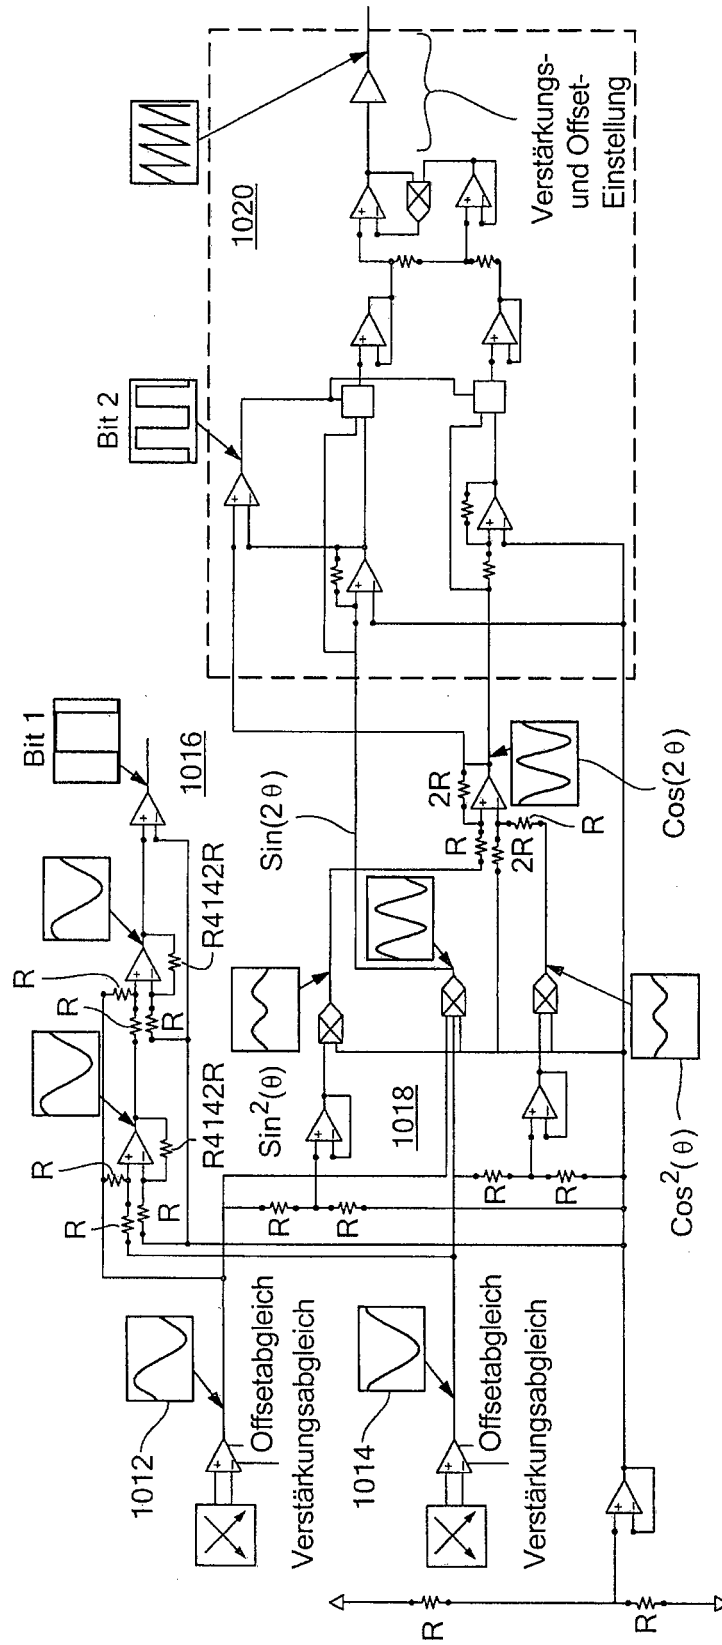 1012
Offsetabgleich
Verstärkungsabgleich
1014
Offsetabgleich
Verstärkungsabgleich
R
R
R
R
R
R4142R
R
R
R
R4142R
Bit 1
1016
R
R
Sin²(θ)
1018
R
R
Cos²(θ)
Sin(2θ)
R
2R
2R
R
Cos(2θ)
Bit 2
1020
Verstärkungs-
und Offset-
Einstellung